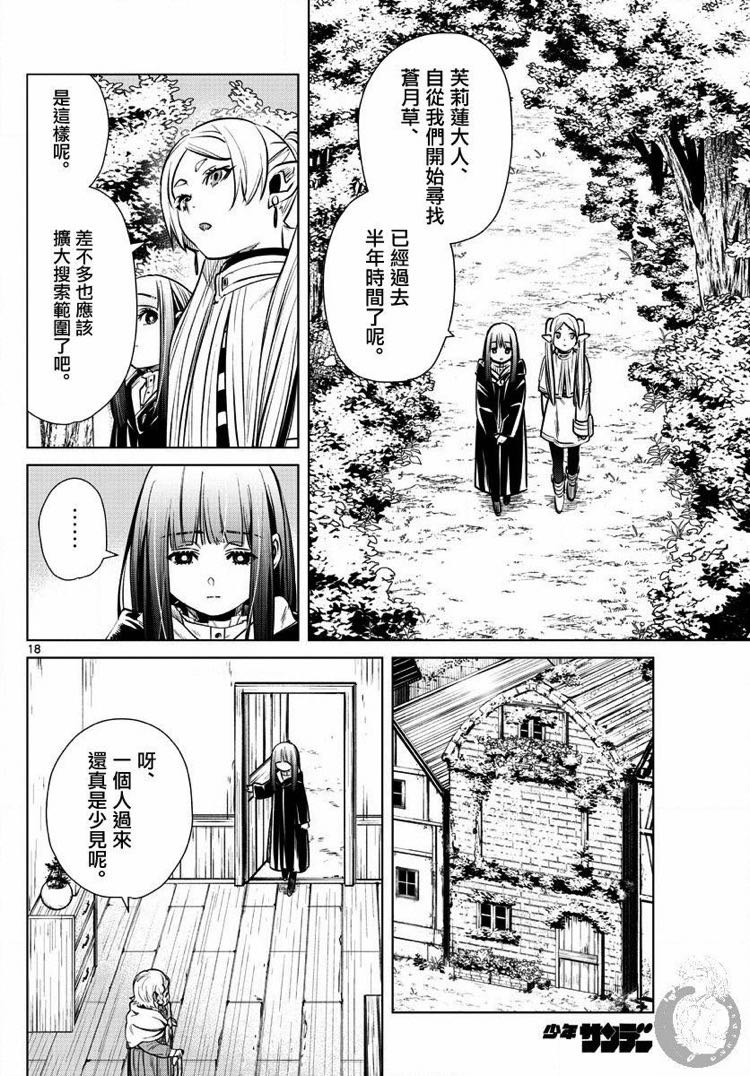 芙莉蓮大人、
自從我們開始尋找
蒼月草、
已經過去
半年時間了呢。
是這樣呢。
差不多也應該
擴大搜索範圍了吧。
……
18
呀、
一個人過來
還真是少見呢。
少年サンデー